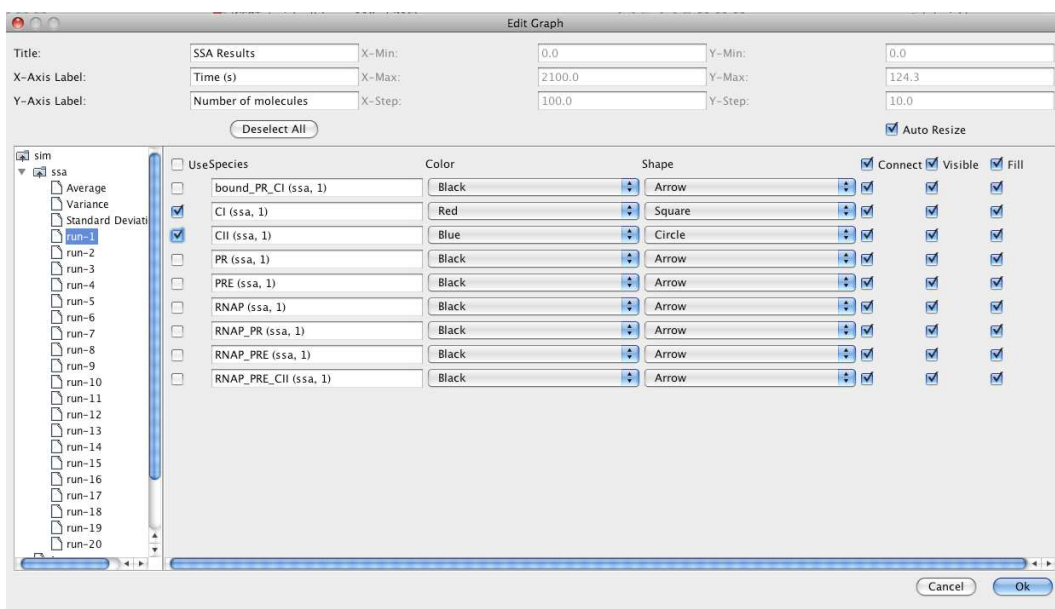 Edit Graph
Title: SSA Results X-Min: 0.0 Y-Min: 0.0
X-Axis Label: Time (s) X-Max: 2100.0 Y-Max: 124.3
Y-Axis Label: Number of molecules X-Step: 100.0 Y-Step: 10.0
Deselect All Auto Resize
sim
ssa
Average
Variance
Standard Deviati
run-1
run-2
run-3
run-4
run-5
run-6
run-7
run-8
run-9
run-10
run-11
run-12
run-13
run-14
run-15
run-16
run-17
run-18
run-19
run-20
Use Species Color Shape Connect Visible Fill
bound_PR_CI (ssa, 1) Black Arrow
CI (ssa, 1) Red Square
CII (ssa, 1) Blue Circle
PR (ssa, 1) Black Arrow
PRE (ssa, 1) Black Arrow
RNAP (ssa, 1) Black Arrow
RNAP_PR (ssa, 1) Black Arrow
RNAP_PRE (ssa, 1) Black Arrow
RNAP_PRE_CII (ssa, 1) Black Arrow
Cancel Ok